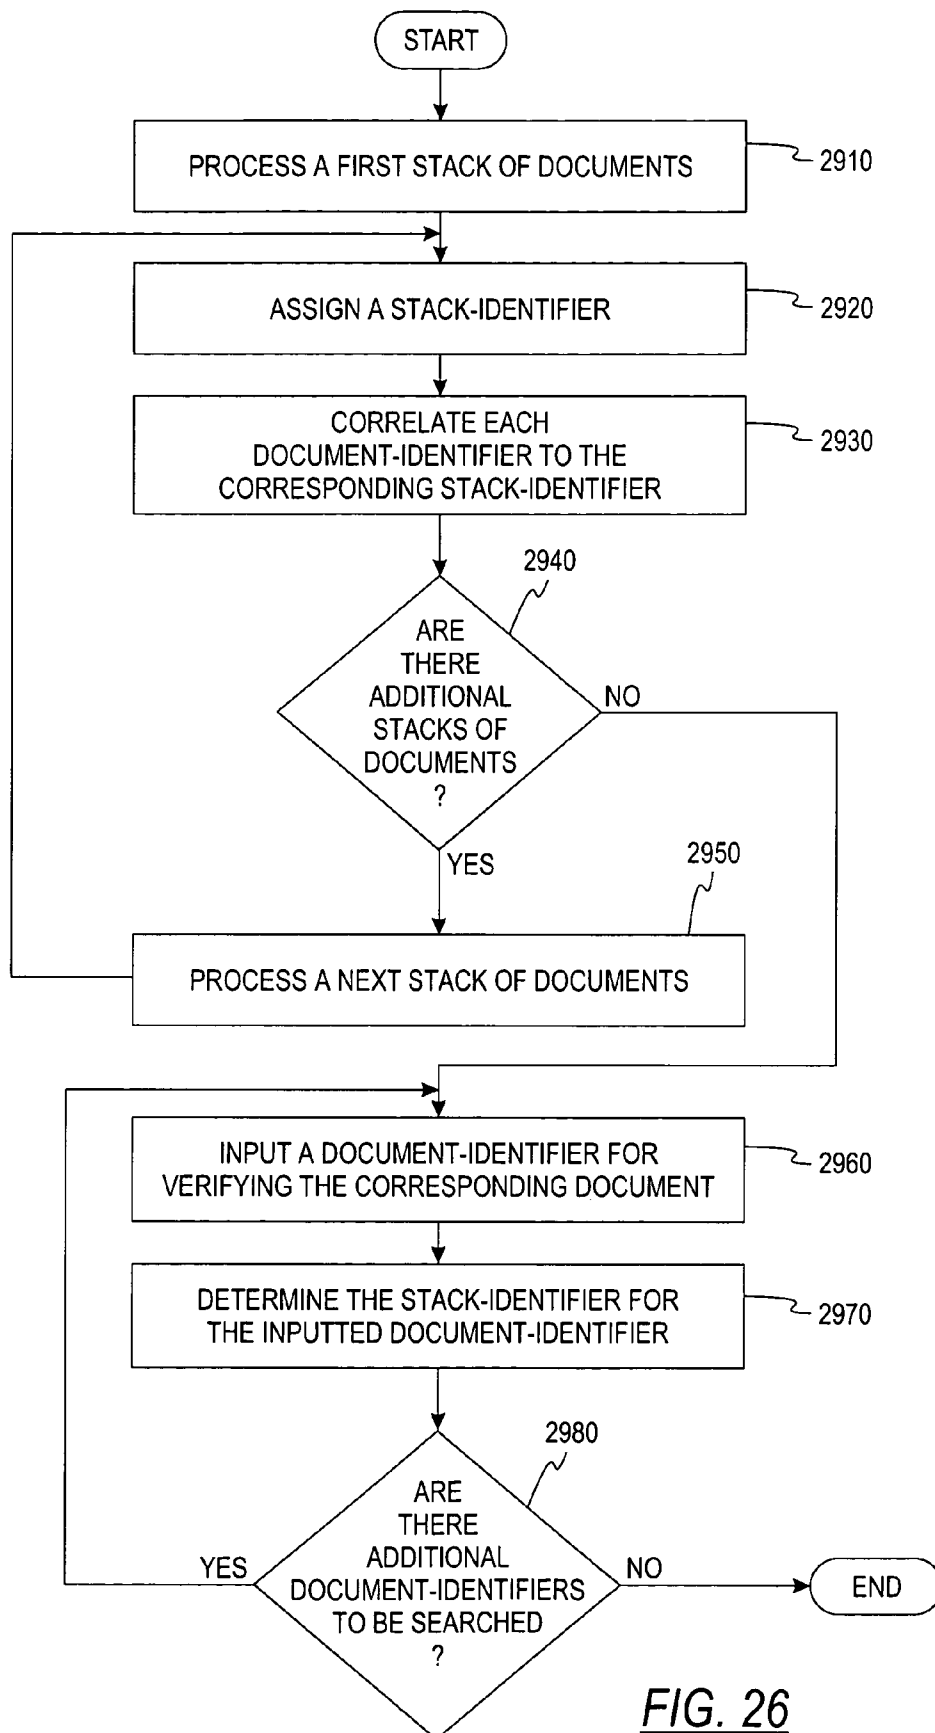 START
PROCESS A FIRST STACK OF DOCUMENTS
2910
ASSIGN A STACK-IDENTIFIER
2920
CORRELATE EACH
DOCUMENT-IDENTIFIER TO THE
CORRESPONDING STACK-IDENTIFIER
2930
2940
ARE
THERE
ADDITIONAL
STACKS OF
DOCUMENTS
?
NO
YES
2950
PROCESS A NEXT STACK OF DOCUMENTS
INPUT A DOCUMENT-IDENTIFIER FOR
VERIFYING THE CORRESPONDING DOCUMENT
2960
DETERMINE THE STACK-IDENTIFIER FOR
THE INPUTTED DOCUMENT-IDENTIFIER
2970
2980
ARE
THERE
ADDITIONAL
DOCUMENT-IDENTIFIERS
TO BE SEARCHED
?
YES
NO
END
FIG. 26